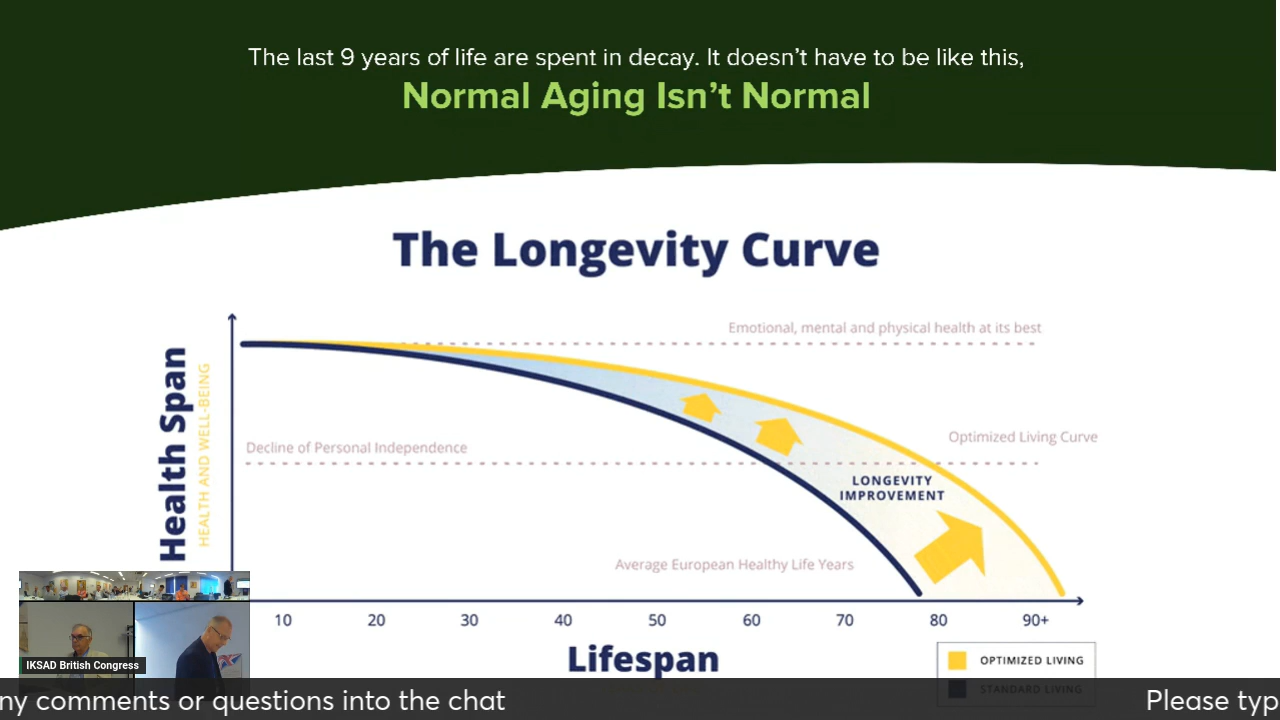 The last 9 years of life are spent in decay. It doesn’t have to be like this,
Normal Aging Isn’t Normal
The Longevity Curve
Emotional, mental and physical health at its best
Health Span
HEALTH AND WELL-BEING
Decline of Personal Independence
Optimized Living Curve
LONGEVITY
IMPROVEMENT
Average European Healthy Life Years
10 20 30 40 50 60 70 80 90+
Lifespan
OPTIMIZED LIVING
STANDARD LIVING
IKSAD British Congress
ny comments or questions into the chat
Please typ